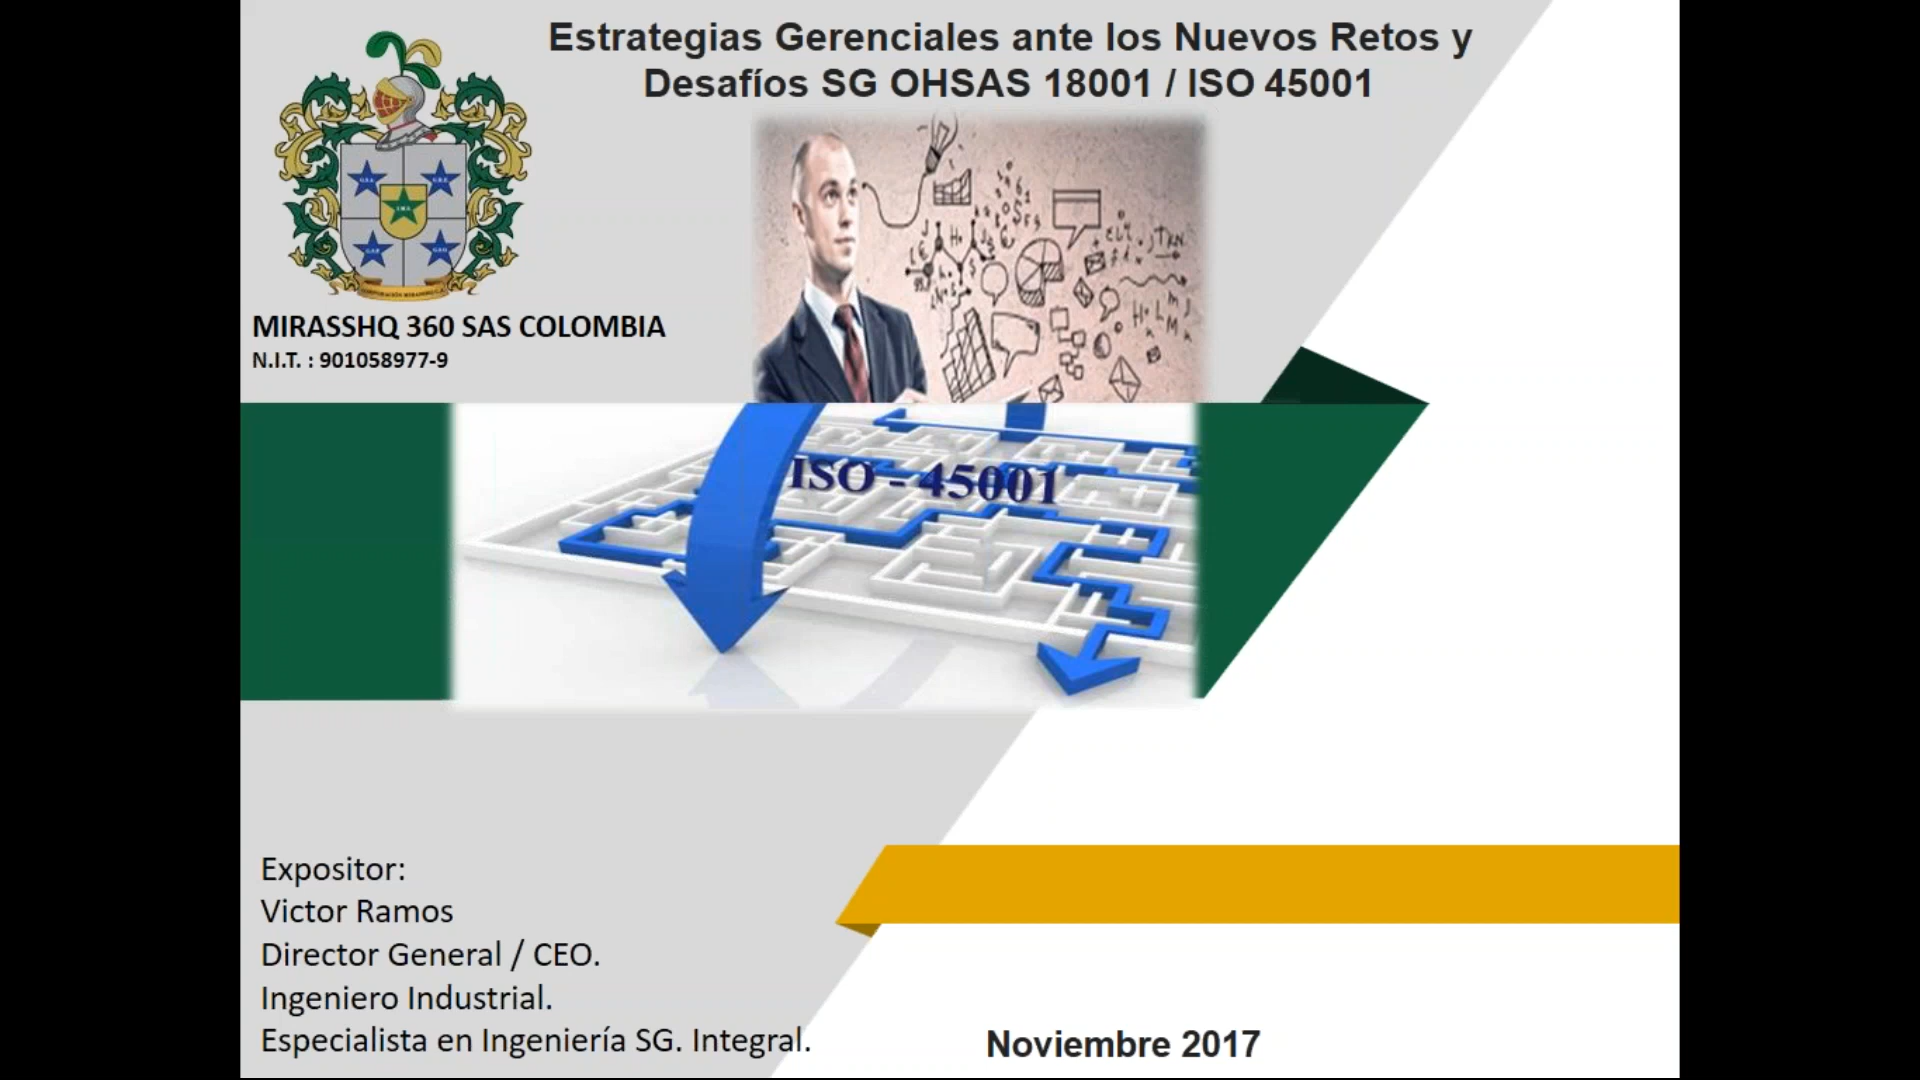 Estrategias Gerenciales ante los Nuevos Retos y
Desafíos SG OHSAS 18001 / ISO 45001
MIRASSHQ 360 SAS COLOMBIA
N.I.T. : 901058977-9
ISO - 45001
Expositor:
Victor Ramos
Director General / CEO.
Ingeniero Industrial.
Especialista en Ingeniería SG. Integral.
Noviembre 2017